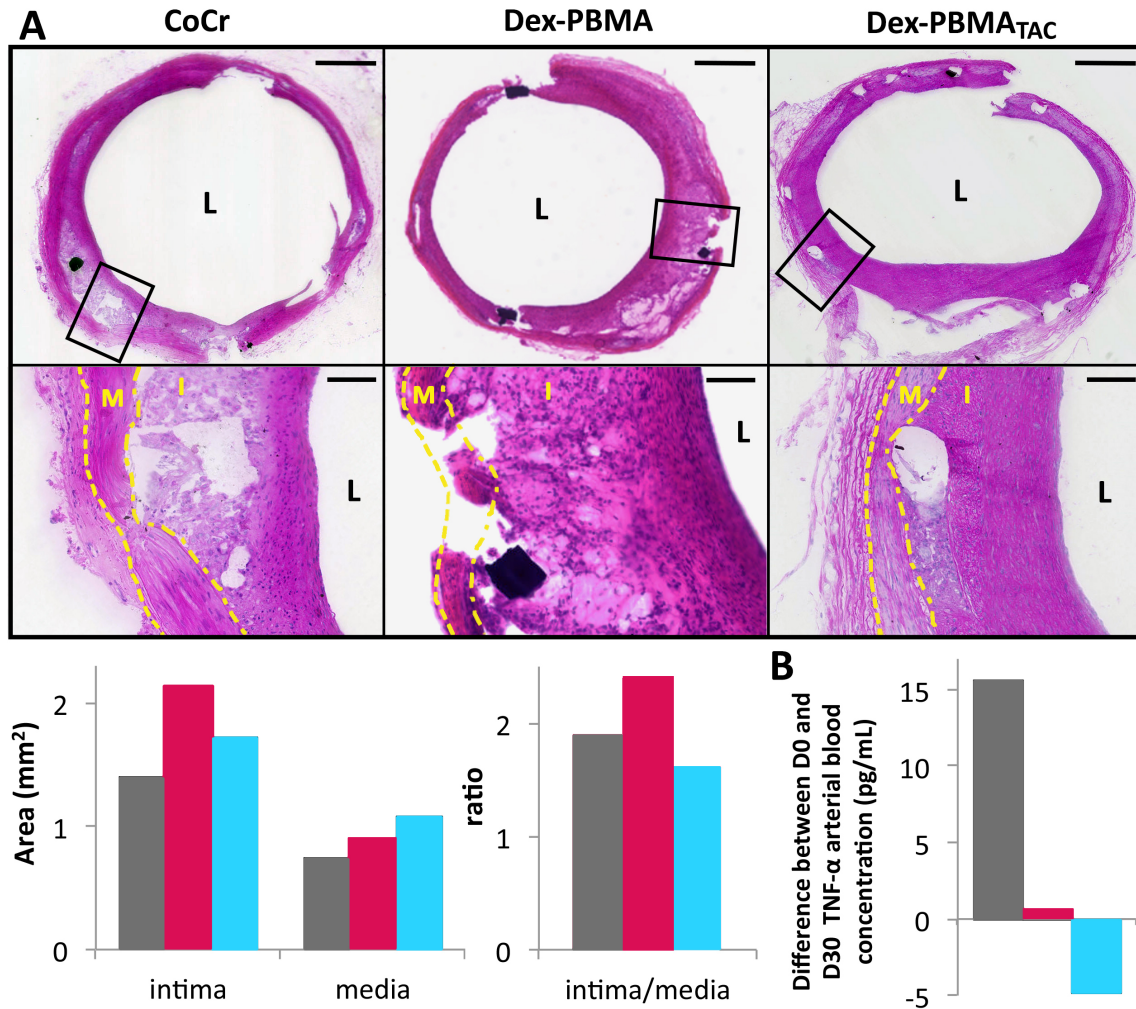 A
CoCr
Dex-PBMA
Dex-PBMATAC
L
L
L
M
I
L
M
I
L
M
I
L
Area (mm2)
2
1
0
intima
media
ratio
2
1
0
intima/media
B
Difference between D0 and
D30 TNF-α arterial blood
concentration (pg/mL)
15
10
5
0
-5